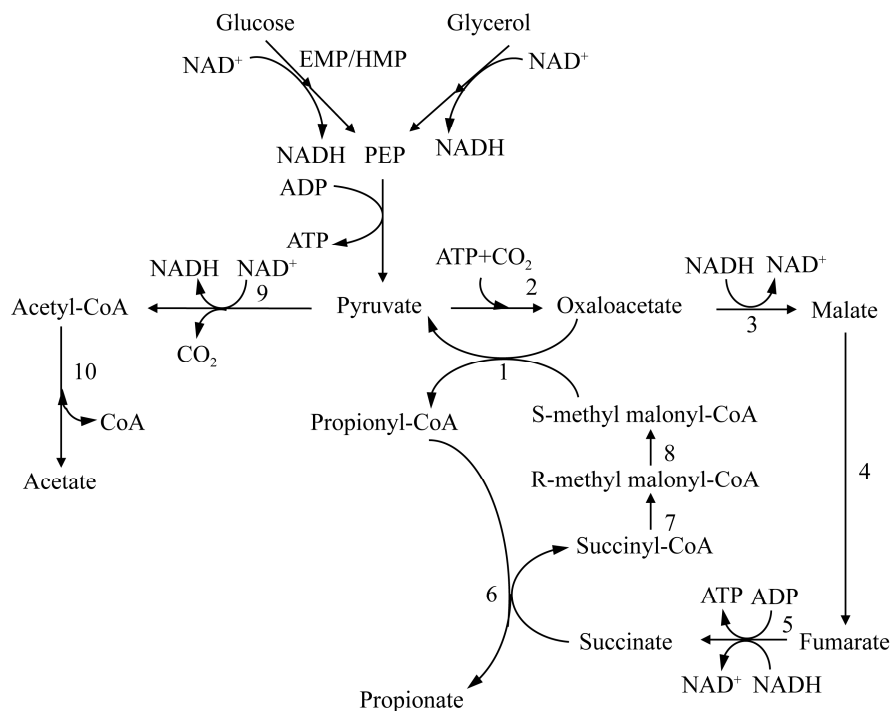 Glucose
Glycerol
NAD⁺
EMP/HMP
NAD⁺
NADH
PEP
NADH
ADP
ATP
NADH
NAD⁺
ATP+CO₂
NADH
NAD⁺
9
2
Acetyl-CoA
Pyruvate
Oxaloacetate
3
Malate
CO₂
1
10
CoA
Propionyl-CoA
S-methyl malonyl-CoA
8
4
Acetate
R-methyl malonyl-CoA
7
Succinyl-CoA
6
ATP
ADP
5
Succinate
Fumarate
NAD⁺
NADH
Propionate